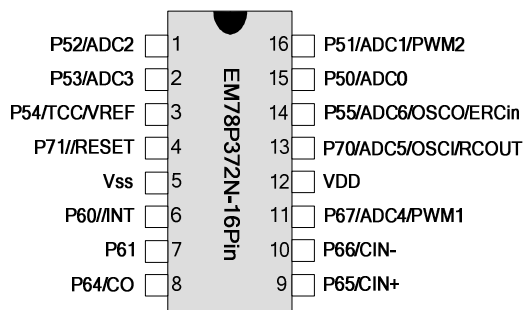 P52/ADC2 1 16 P51/ADC1/PWM2
P53/ADC3 2 15 P50/ADC0
P54/TCC/VREF 3 14 P55/ADC6/OSCO/ERCin
P71//RESET 4 13 P70/ADC5/OSCI/RCOUT
Vss 5 12 VDD
P60//INT 6 11 P67/ADC4/PWM1
P61 7 10 P66/CIN-
P64/CO 8 9 P65/CIN+
EM78P372N-16Pin